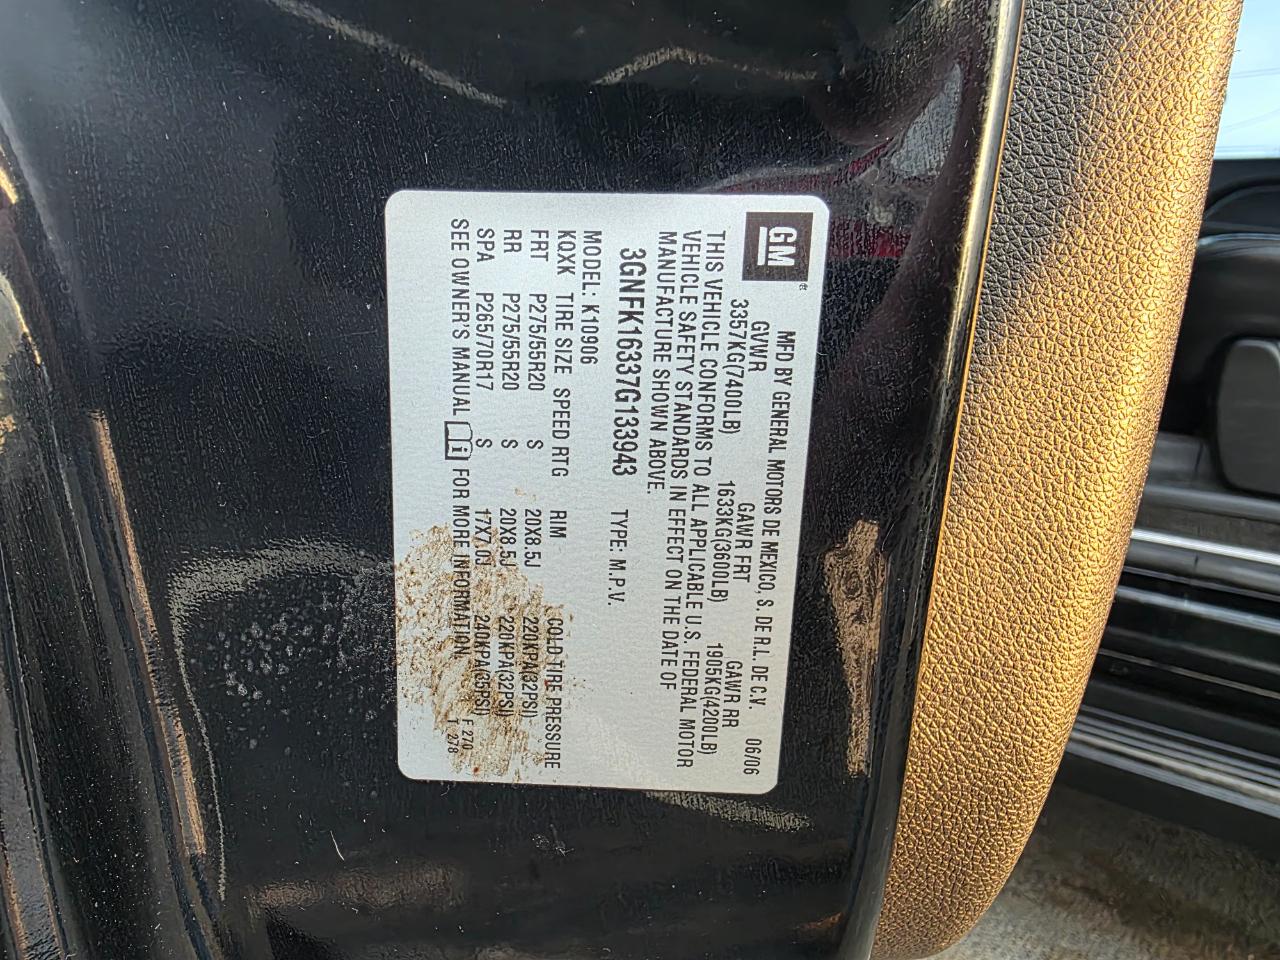 GM
MFD BY GENERAL MOTORS DE MEXICO, S. DE R.L. DE C.V. 06/06
GVWR GAWR FRT GAWR RR
3357KG(7400LB) 1633KG(3600LB) 1905KG(4200LB)
THIS VEHICLE CONFORMS TO ALL APPLICABLE U.S. FEDERAL MOTOR
VEHICLE SAFETY STANDARDS IN EFFECT ON THE DATE OF
MANUFACTURE SHOWN ABOVE.
3GNFK16337G133943 TYPE: M.P.V.
MODEL: K10906
KQXK TIRE SIZE SPEED RTG RIM COLD TIRE PRESSURE
FRT P275/55R20 S 20X8.5J 220KPA(32PSI)
RR P275/55R20 S 20X8.5J 220KPA(32PSI)
SPA P265/70R17 S 17X7.0J 240KPA(35PSI) F 270
SEE OWNER'S MANUAL i FOR MORE INFORMATION T 278